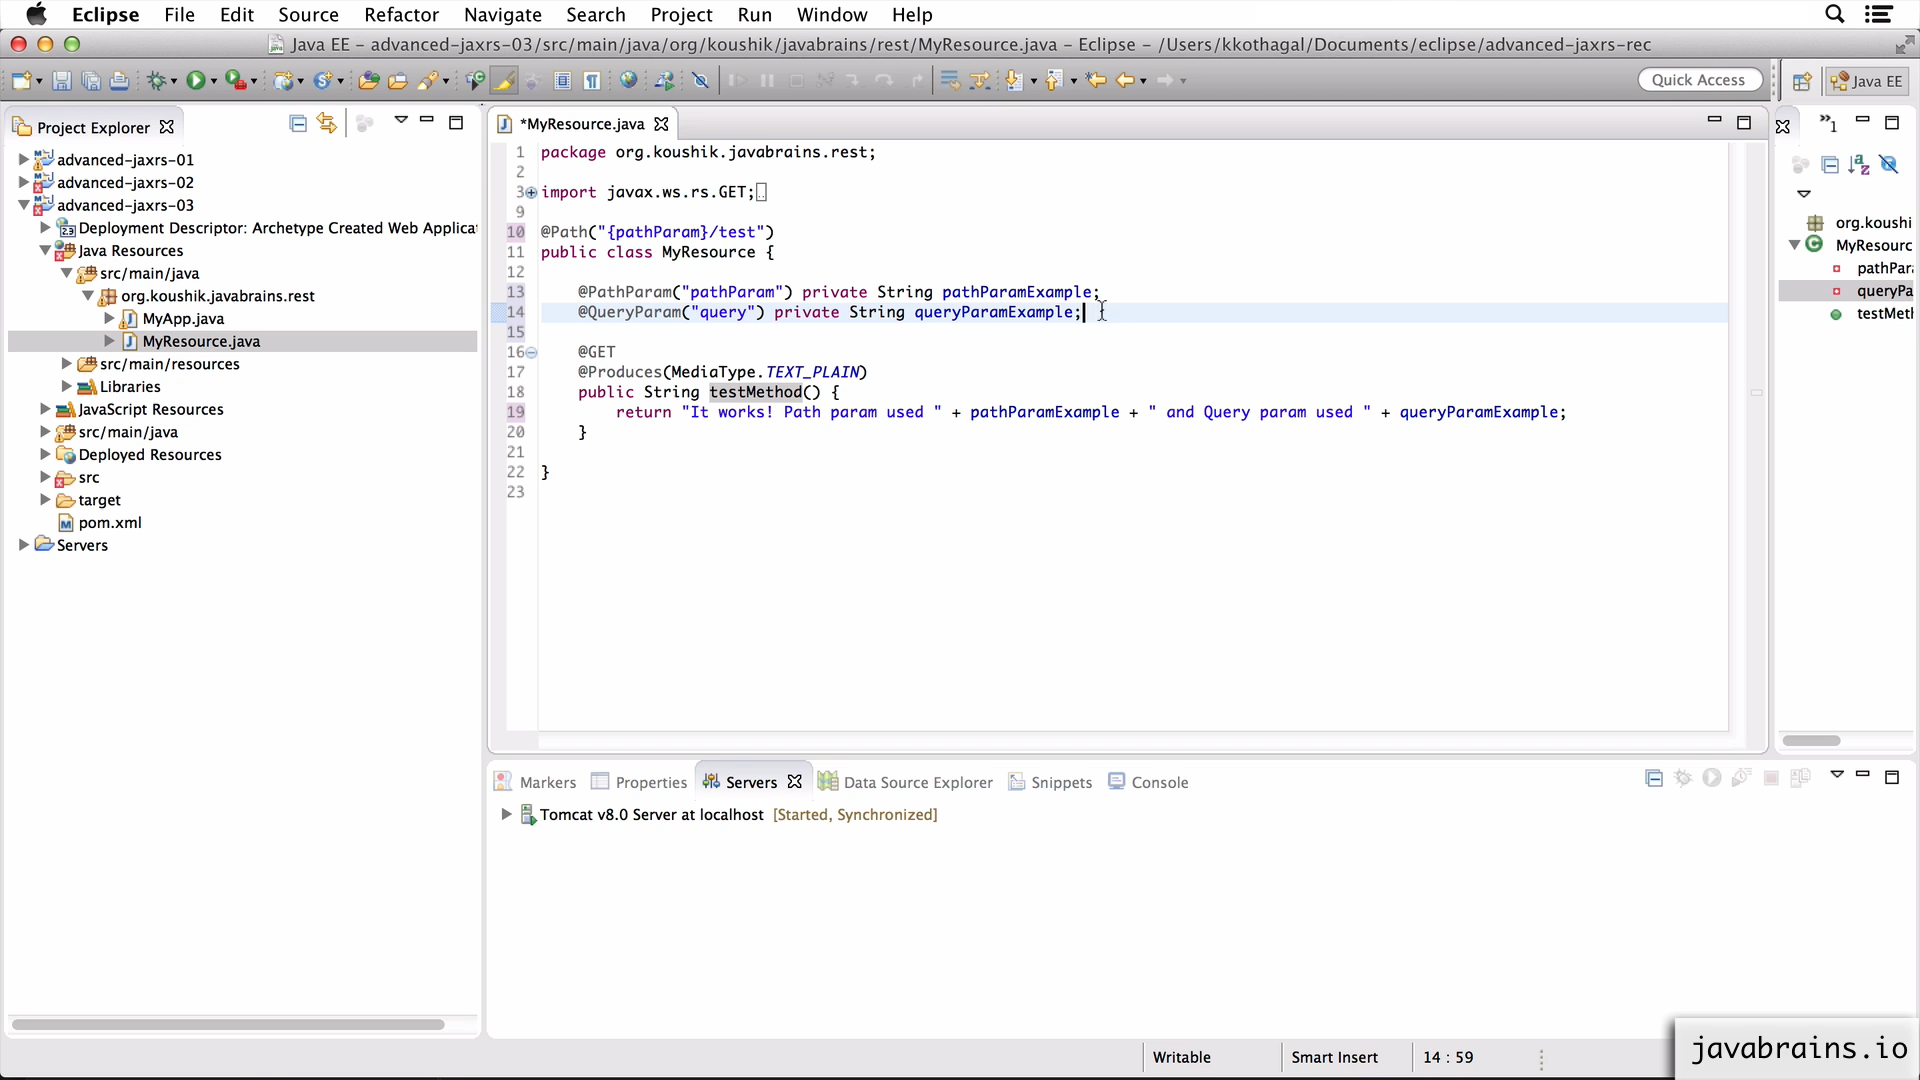 Eclipse File Edit Source Refactor Navigate Search Project Run Window Help
Java EE - advanced-jaxrs-03/src/main/java/org/koushik/javabrains/rest/MyResource.java - Eclipse - /Users/kkothagal/Documents/eclipse/advanced-jaxrs-rec
Quick Access
Java EE
Project Explorer
advanced-jaxrs-01
advanced-jaxrs-02
advanced-jaxrs-03
Deployment Descriptor: Archetype Created Web Applicat
Java Resources
src/main/java
org.koushik.javabrains.rest
MyApp.java
MyResource.java
src/main/resources
Libraries
JavaScript Resources
src/main/java
Deployed Resources
src
target
pom.xml
Servers
*MyResource.java
1 package org.koushik.javabrains.rest;
2
3 import javax.ws.rs.GET;
9
10 @Path("{pathParam}/test")
11 public class MyResource {
12
13 @PathParam("pathParam") private String pathParamExample;
14 @QueryParam("query") private String queryParamExample;
15
16 @GET
17 @Produces(MediaType.TEXT_PLAIN)
18 public String testMethod() {
19 return "It works! Path param used " + pathParamExample + " and Query param used " + queryParamExample;
20 }
21
22 }
23
»1
org.koushi
MyResourc
pathPar
queryPa
testMeth
Markers Properties Servers Data Source Explorer Snippets Console
Tomcat v8.0 Server at localhost [Started, Synchronized]
Writable Smart Insert 14 : 59
javabrains.io